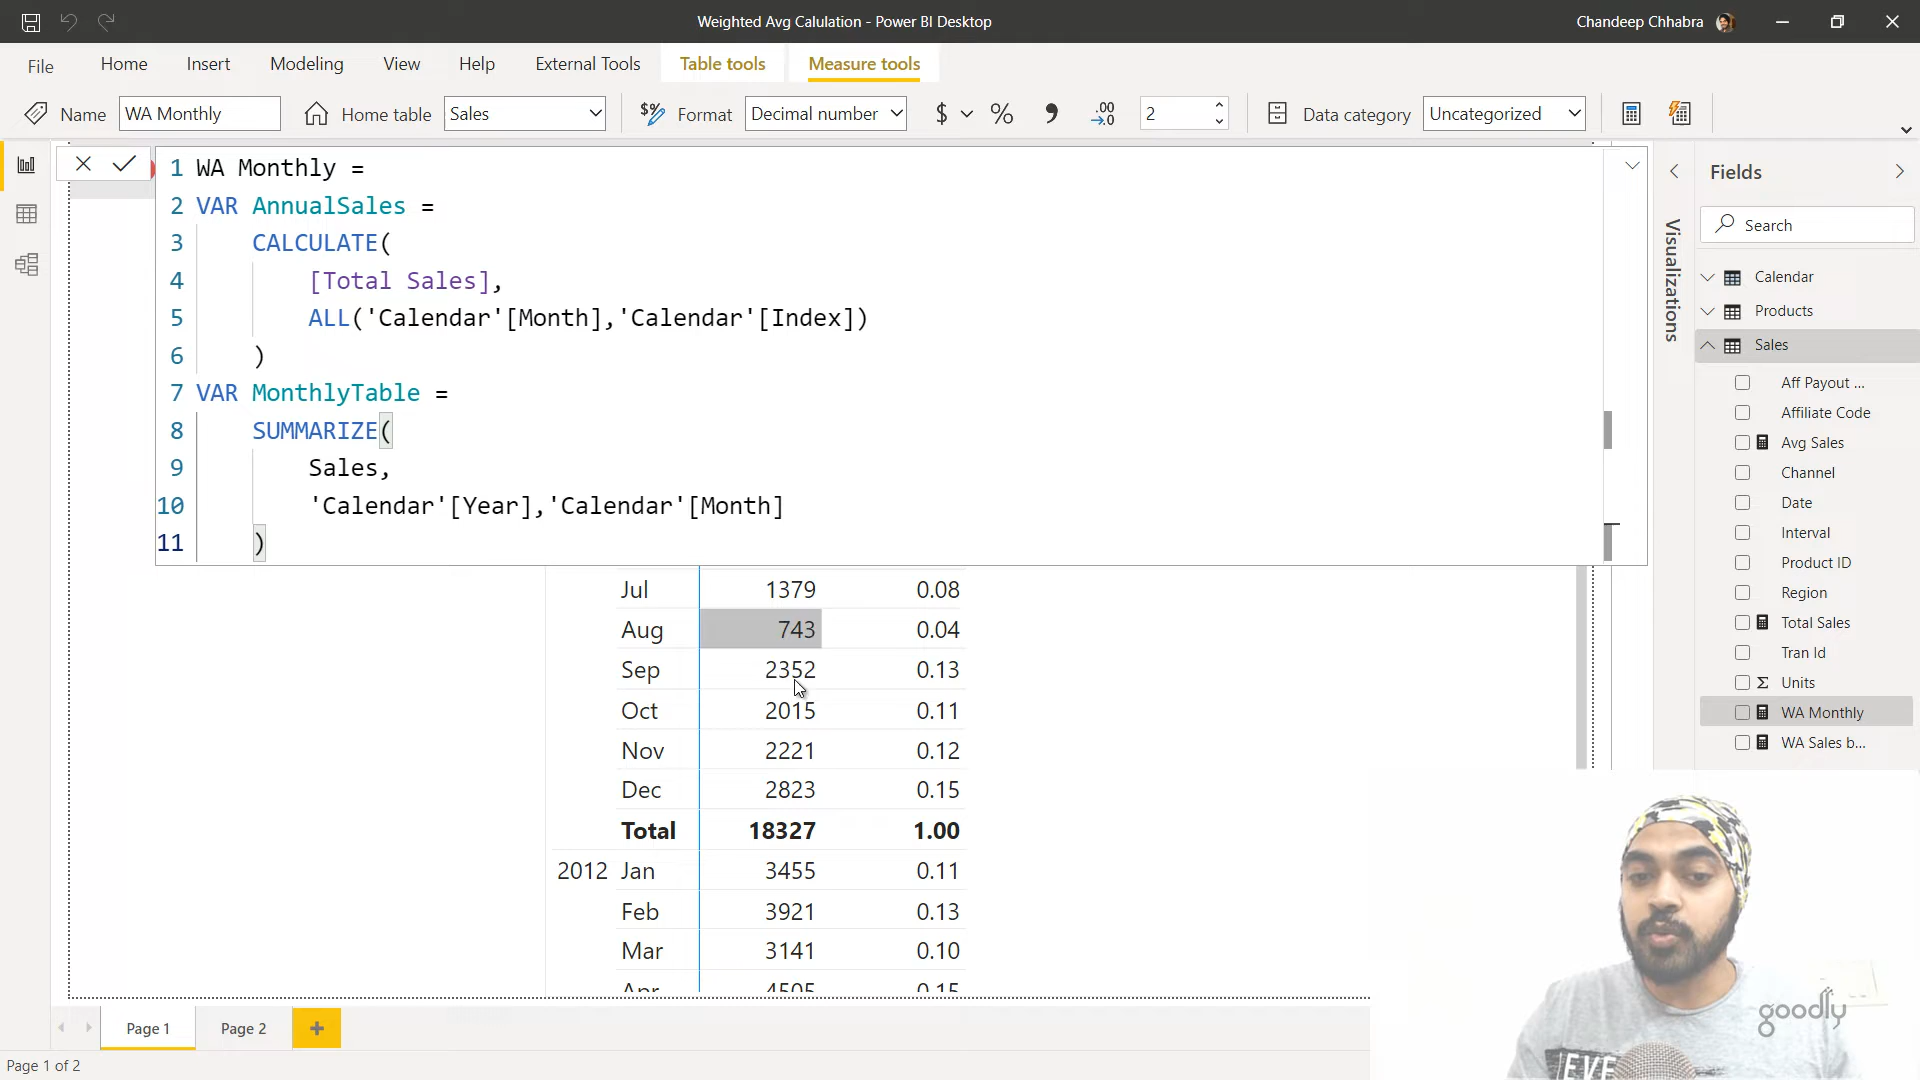 Weighted Avg Calulation - Power BI Desktop
Chandeep Chhabra
File
Home
Insert
Modeling
View
Help
External Tools
Table tools
Measure tools
Name
WA Monthly
Home table
Sales
Format
Decimal number
$
%
2
Data category
Uncategorized
1 WA Monthly =
2 VAR AnnualSales =
3 CALCULATE(
4 [Total Sales],
5 ALL('Calendar'[Month],'Calendar'[Index])
6 )
7 VAR MonthlyTable =
8 SUMMARIZE(
9 Sales,
10 'Calendar'[Year],'Calendar'[Month]
11 )
Jul 1379 0.08
Aug 743 0.04
Sep 2352 0.13
Oct 2015 0.11
Nov 2221 0.12
Dec 2823 0.15
Total 18327 1.00
2012 Jan 3455 0.11
Feb 3921 0.13
Mar 3141 0.10
Apr 4505 0.15
Visualizations
Fields
Search
Calendar
Products
Sales
Aff Payout ...
Affiliate Code
Avg Sales
Channel
Date
Interval
Product ID
Region
Total Sales
Tran Id
Units
WA Monthly
WA Sales b...
goodly
Page 1
Page 2
Page 1 of 2